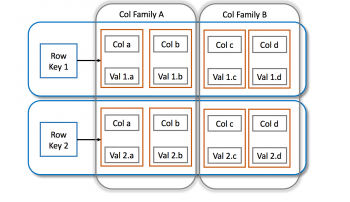 Col Family A Col Family B
Col a Col b Col c Col d
Row
Key 1
Val 1.a Val 1.b Val 1.c Val 1.d
Col a Col b Col c Col d
Row
Key 2
Val 2.a Val 2.b Val 2.c Val 2.d